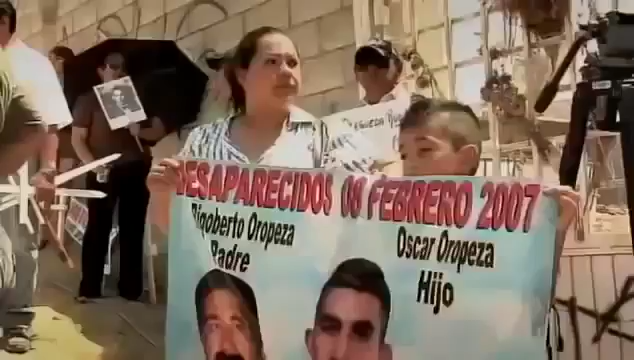 DESAPARECIDOS 08 FEBRERO 2007
Rigoberto Oropeza
Padre
Oscar Oropeza
Hijo